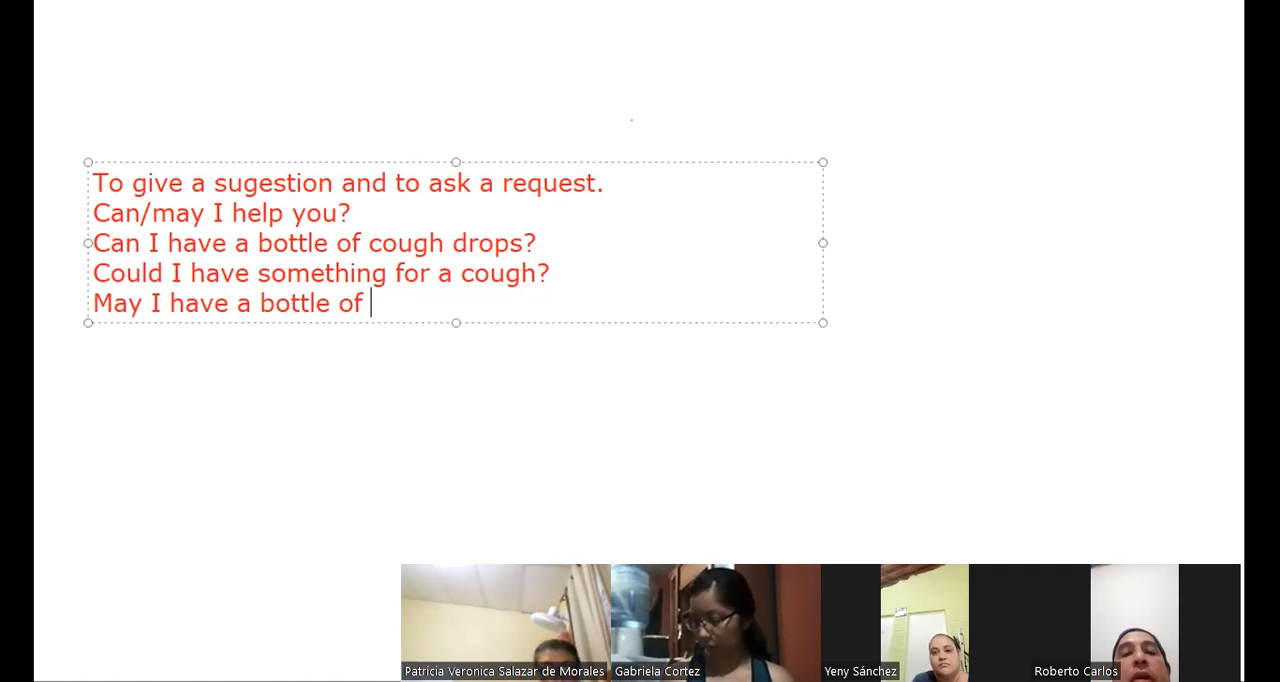 To give a sugestion and to ask a request.
Can/may I help you?
Can I have a bottle of cough drops?
Could I have something for a cough?
May I have a bottle of
Patricia Veronica Salazar de Morales
Gabriela Cortez
Yeny Sánchez
Roberto Carlos